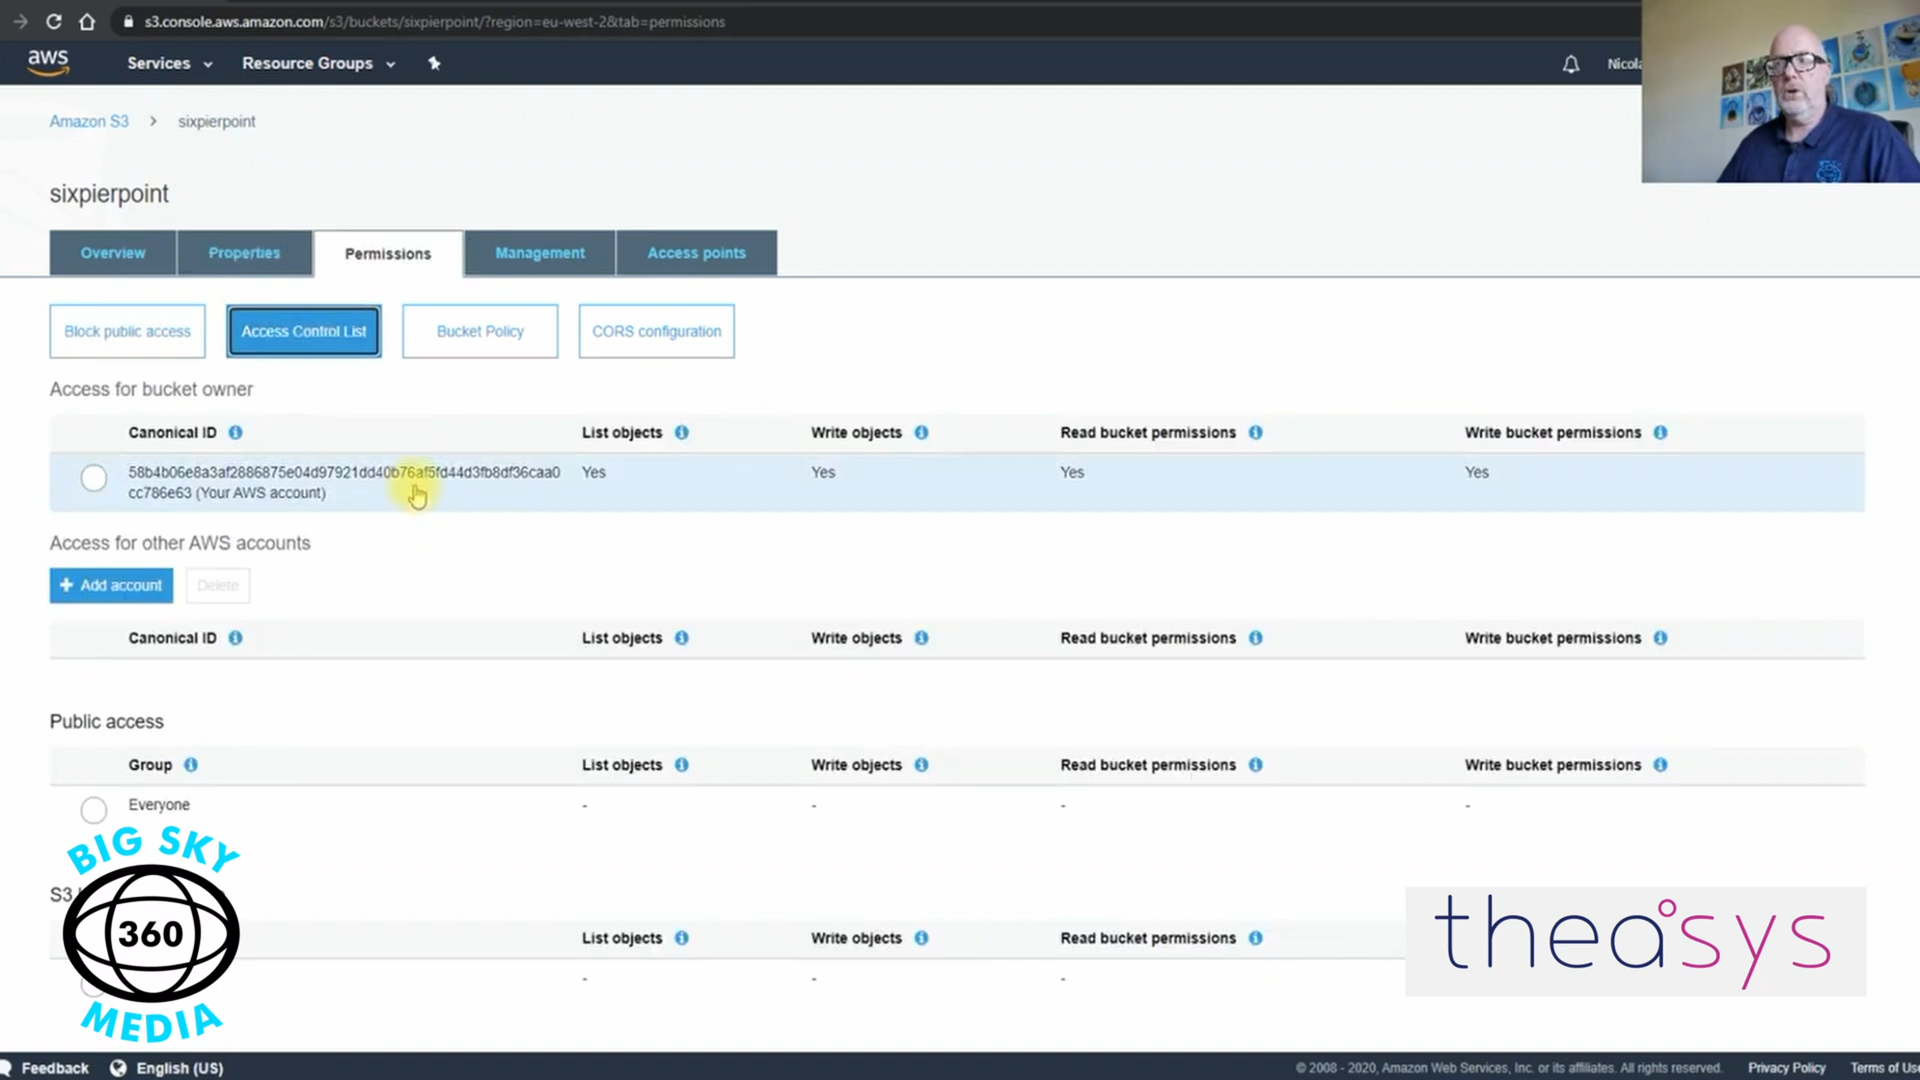 s3.console.aws.amazon.com/s3/buckets/sixpierpoint/?region=eu-west-2&tab=permissions
aws
Services
Resource Groups
Amazon S3 > sixpierpoint
sixpierpoint
Overview
Properties
Permissions
Management
Access points
Block public access
Access Control List
Bucket Policy
CORS configuration
Access for bucket owner
Canonical ID List objects Write objects Read bucket permissions Write bucket permissions
58b4b06e8a3af2886875e04d97921dd40b76af5fd44d3fb8df36caa0 Yes Yes Yes Yes
cc786e63 (Your AWS account)
Access for other AWS accounts
+ Add account
Delete
Canonical ID List objects Write objects Read bucket permissions Write bucket permissions
Public access
Group List objects Write objects Read bucket permissions Write bucket permissions
Everyone - - - -
S3
List objects Write objects Read bucket permissions
- - -
BIG SKY
360
MEDIA
theasys
Feedback
English (US)
© 2008 - 2020, Amazon Web Services, Inc. or its affiliates. All rights reserved.
Privacy Policy
Terms of